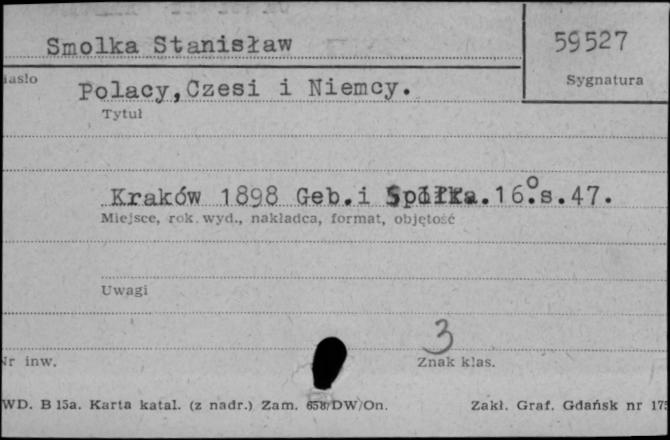 Smolka Stanisław
59527
asło
Sygnatura
Polacy, Czesi i Niemcy.
Tytuł
Kraków 1898 Geb. i Spółka. 16°. s. 47.
Miejsce, rok wyd., nakładca, format, objętość
Uwagi
3
Nr inw.
Znak klas.
WD. B 15a. Karta katal. (z nadr.) Zam. 658/DW/On.
Zakł. Graf. Gdańsk nr 175